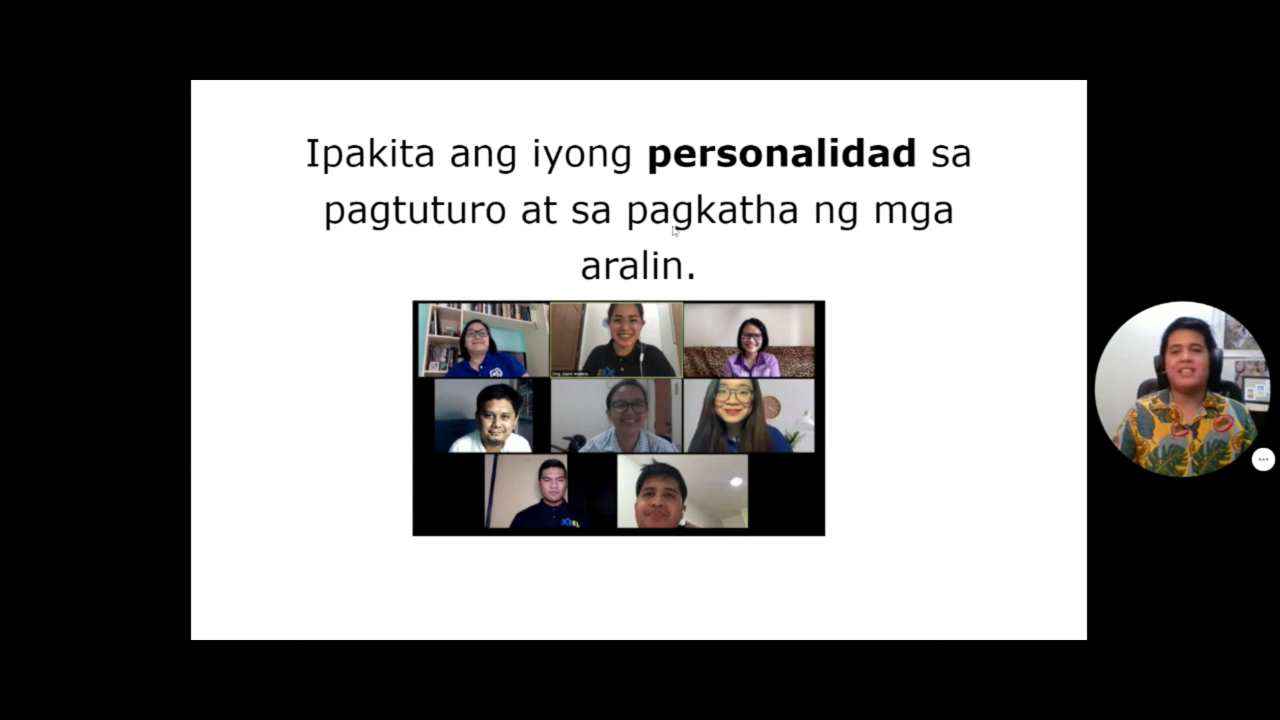 Ipakita ang iyong personalidad sa
pagtuturo at sa pagkatha ng mga
aralin.